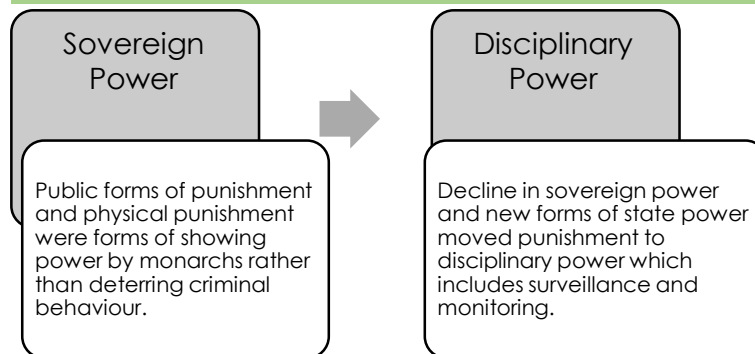 Sovereign
Power
Public forms of punishment
and physical punishment
were forms of showing
power by monarchs rather
than deterring criminal
behaviour.
Disciplinary
Power
Decline in sovereign power
and new forms of state power
moved punishment to
disciplinary power which
includes surveillance and
monitoring.